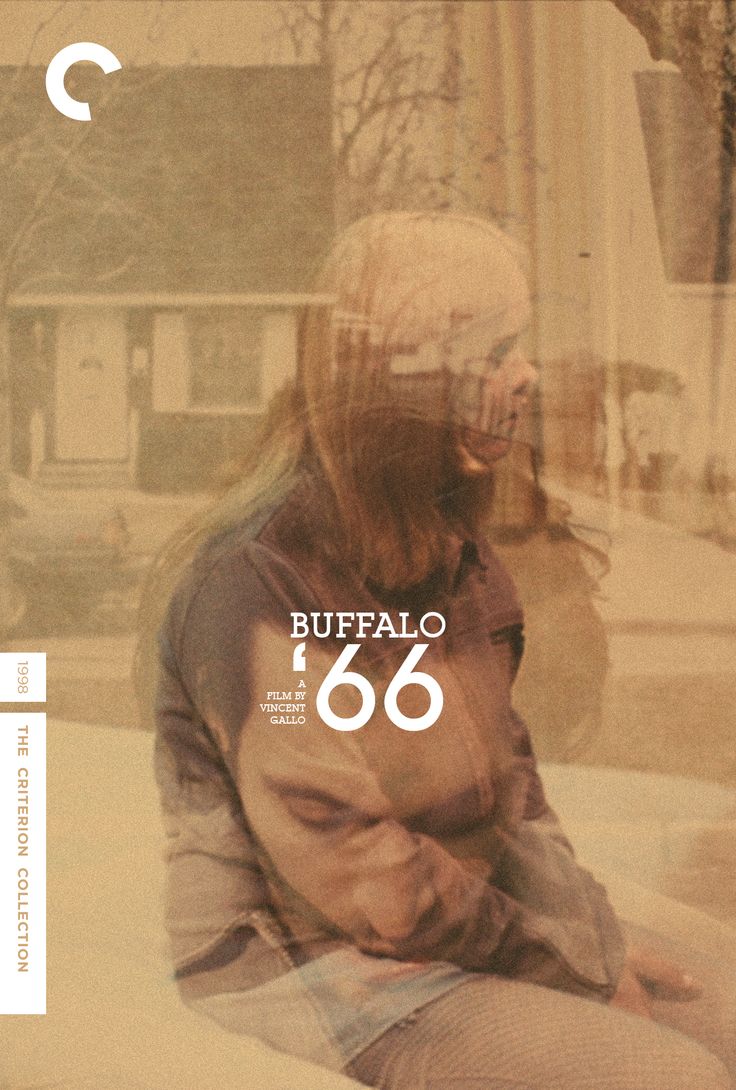 BUFFALO
‘66
A
FILM BY
VINCENT
GALLO
1998
THE CRITERION COLLECTION